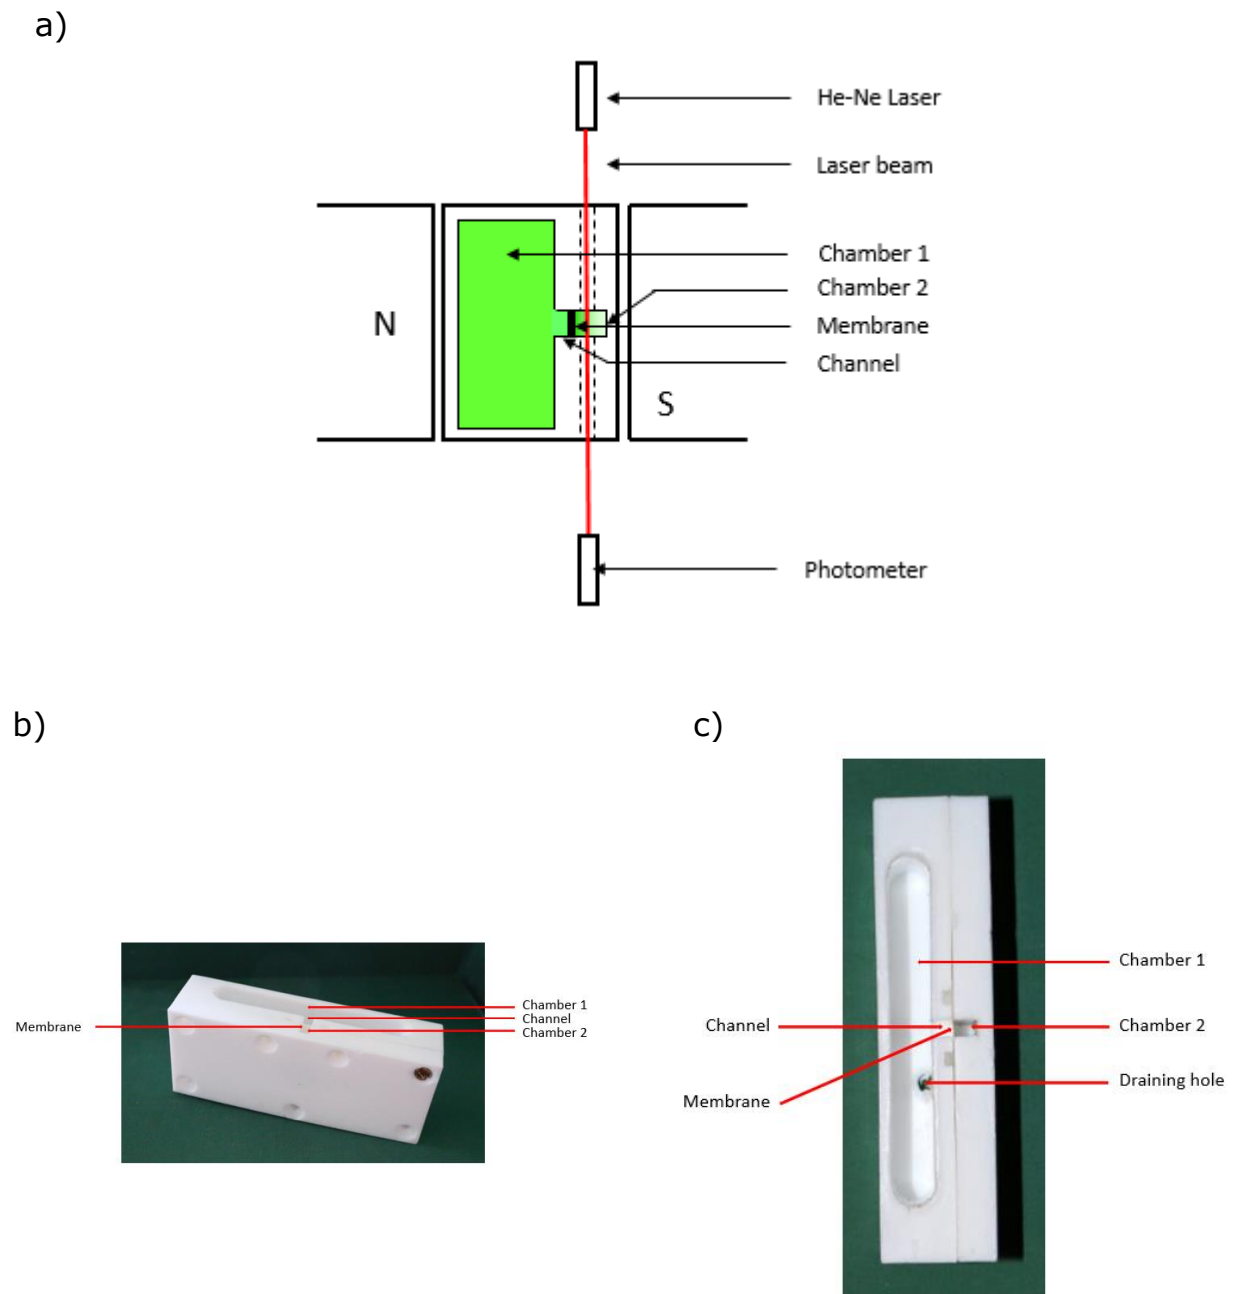 a)
He-Ne Laser
Laser beam
Chamber 1
Chamber 2
N
Membrane
Channel
S
Photometer
b)
c)
Chamber 1
Channel
Chamber 2
Membrane
Chamber 1
Channel
Chamber 2
Draining hole
Membrane